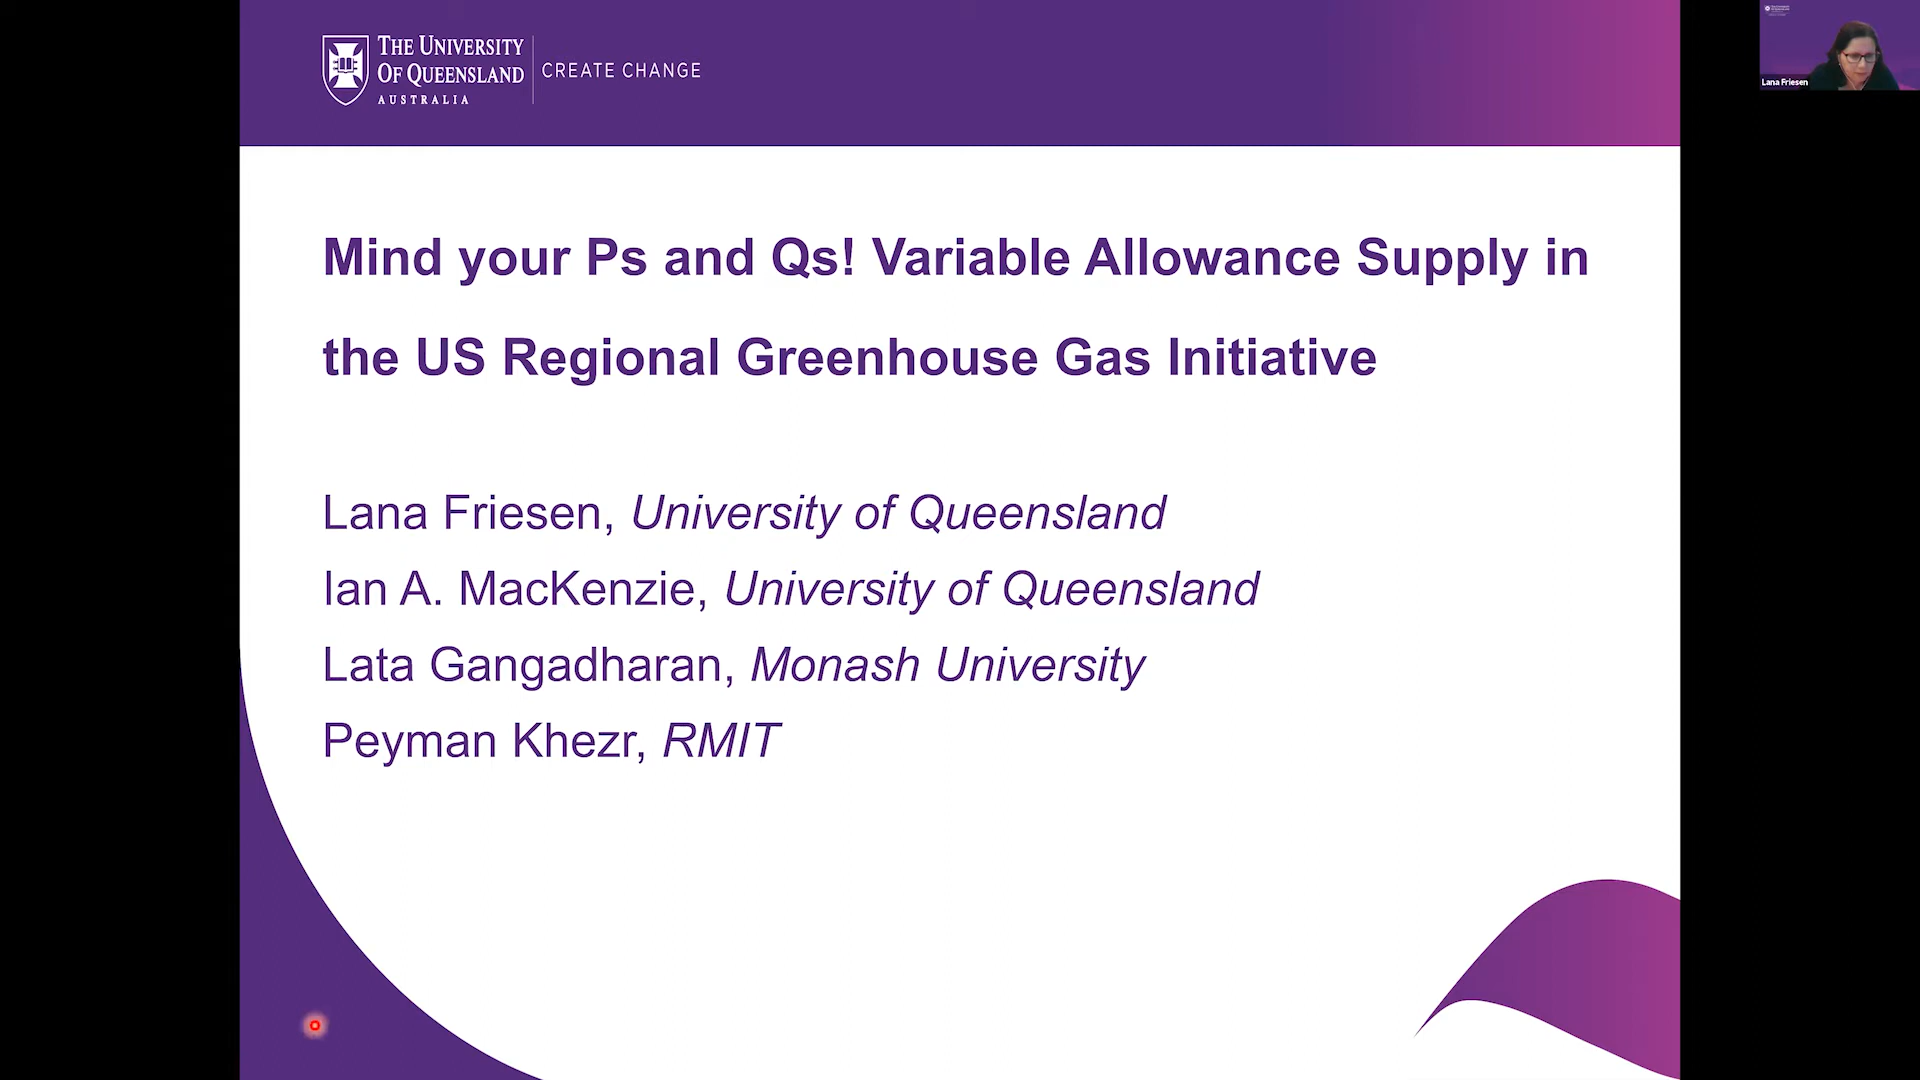 THE UNIVERSITY
OF QUEENSLAND
AUSTRALIA
CREATE CHANGE
Mind your Ps and Qs! Variable Allowance Supply in
the US Regional Greenhouse Gas Initiative
Lana Friesen, University of Queensland
Ian A. MacKenzie, University of Queensland
Lata Gangadharan, Monash University
Peyman Khezr, RMIT
Lana Friesen